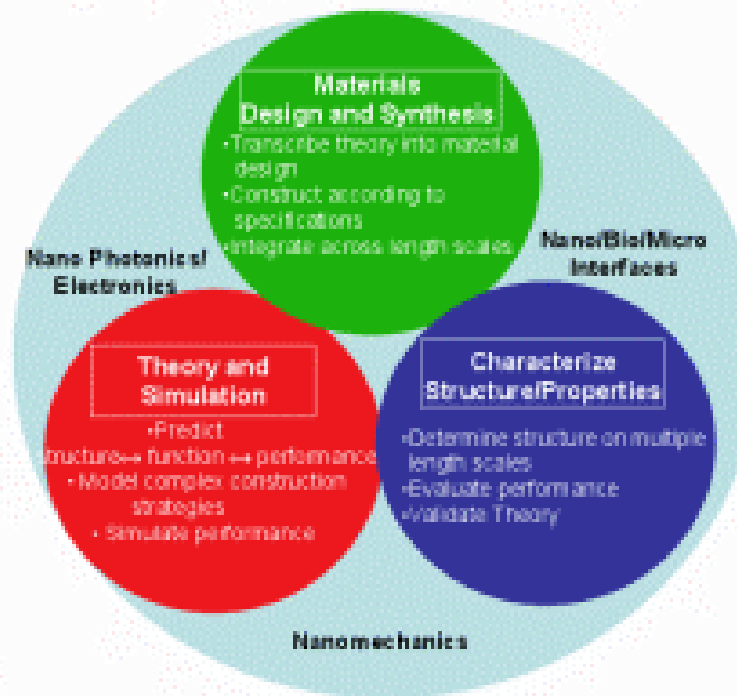 Materials
Design and Synthesis
•Transcribe theory into material
design
•Construct according to
specifications
•Integrate across length scales
Nano Photonics/
Electronics
Nano/Bio/Micro
Interfaces
Theory and
Simulation
•Predict
structure↔ function ↔ performance
•Model complex construction
strategies
• Simulate performance
Characterize
Structure/Properties
•Determine structure on multiple
length scales
•Evaluate performance
•Validate Theory
Nanomechanics